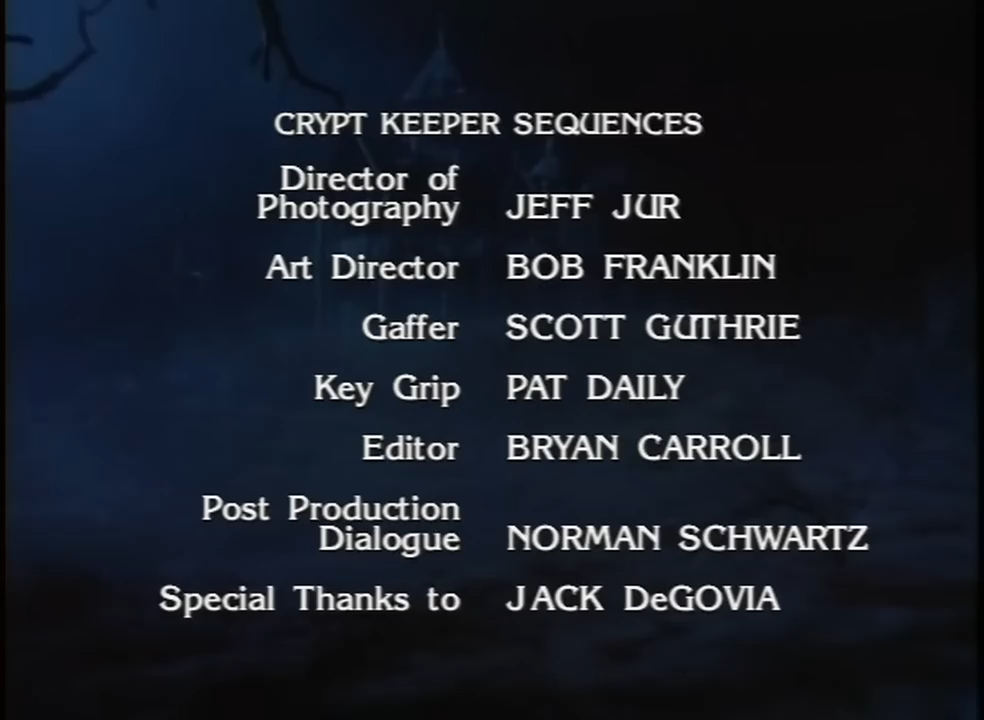 CRYPT KEEPER SEQUENCES
Director of
Photography JEFF JUR
Art Director BOB FRANKLIN
Gaffer SCOTT GUTHRIE
Key Grip PAT DAILY
Editor BRYAN CARROLL
Post Production
Dialogue NORMAN SCHWARTZ
Special Thanks to JACK DeGOVIA